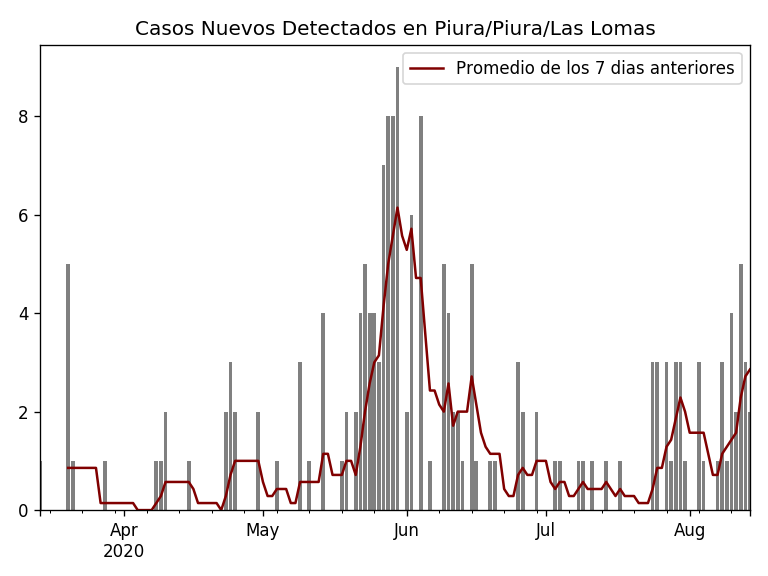 Casos Nuevos Detectados en Piura/Piura/Las Lomas
Promedio de los 7 dias anteriores
8
6
4
2
0
Apr
2020
May
Jun
Jul
Aug